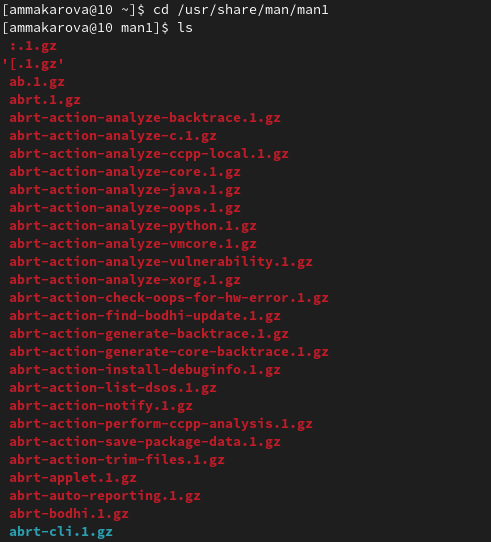 [ammakarova@10 ~]$ cd /usr/share/man/man1
[ammakarova@10 man1]$ ls
:.1.gz
'[.1.gz'
ab.1.gz
abrt.1.gz
abrt-action-analyze-backtrace.1.gz
abrt-action-analyze-c.1.gz
abrt-action-analyze-ccpp-local.1.gz
abrt-action-analyze-core.1.gz
abrt-action-analyze-java.1.gz
abrt-action-analyze-oops.1.gz
abrt-action-analyze-python.1.gz
abrt-action-analyze-vmcore.1.gz
abrt-action-analyze-vulnerability.1.gz
abrt-action-analyze-xorg.1.gz
abrt-action-check-oops-for-hw-error.1.gz
abrt-action-find-bodhi-update.1.gz
abrt-action-generate-backtrace.1.gz
abrt-action-generate-core-backtrace.1.gz
abrt-action-install-debuginfo.1.gz
abrt-action-list-dsos.1.gz
abrt-action-notify.1.gz
abrt-action-perform-ccpp-analysis.1.gz
abrt-action-save-package-data.1.gz
abrt-action-trim-files.1.gz
abrt-applet.1.gz
abrt-auto-reporting.1.gz
abrt-bodhi.1.gz
abrt-cli.1.gz